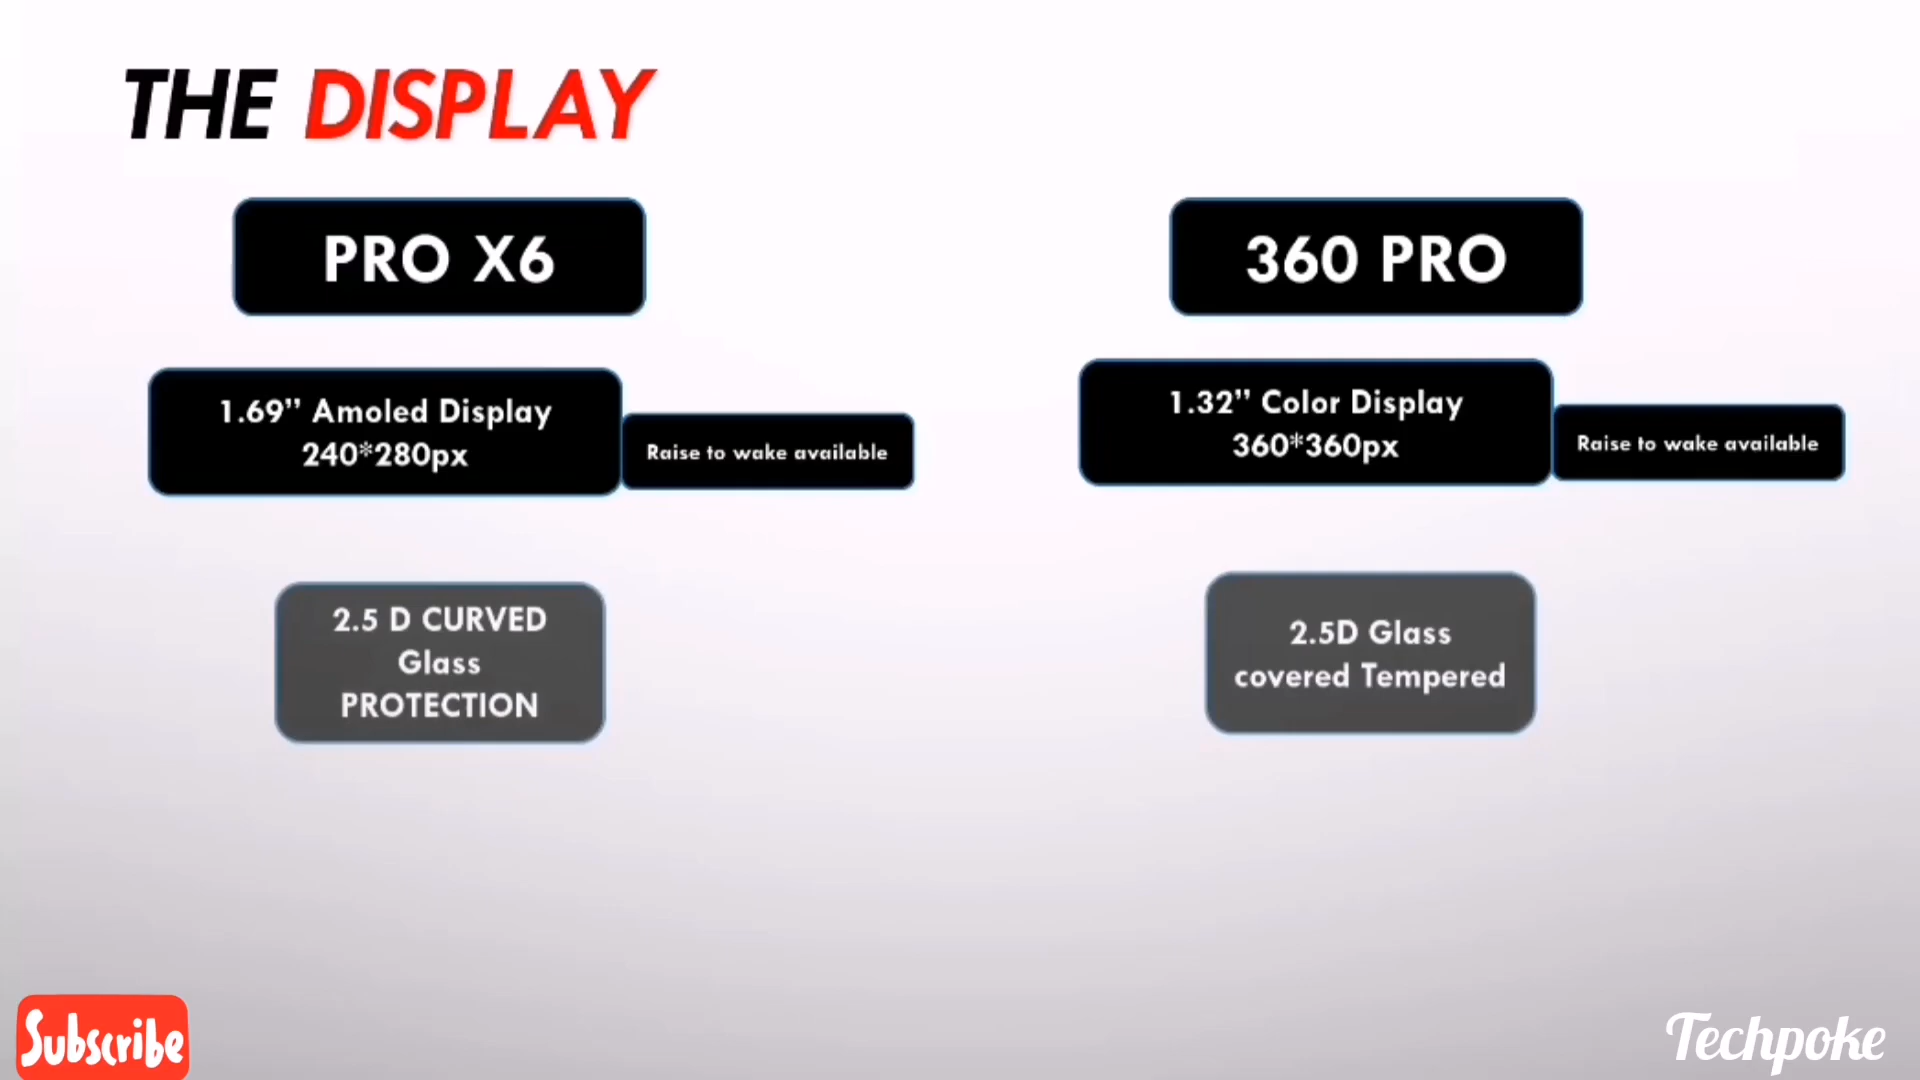 THE DISPLAY
PRO X6
360 PRO
1.69” Amoled Display
240*280px
Raise to wake available
1.32” Color Display
360*360px
Raise to wake available
2.5 D CURVED
Glass
PROTECTION
2.5D Glass
covered Tempered
Subscribe
Techpoke